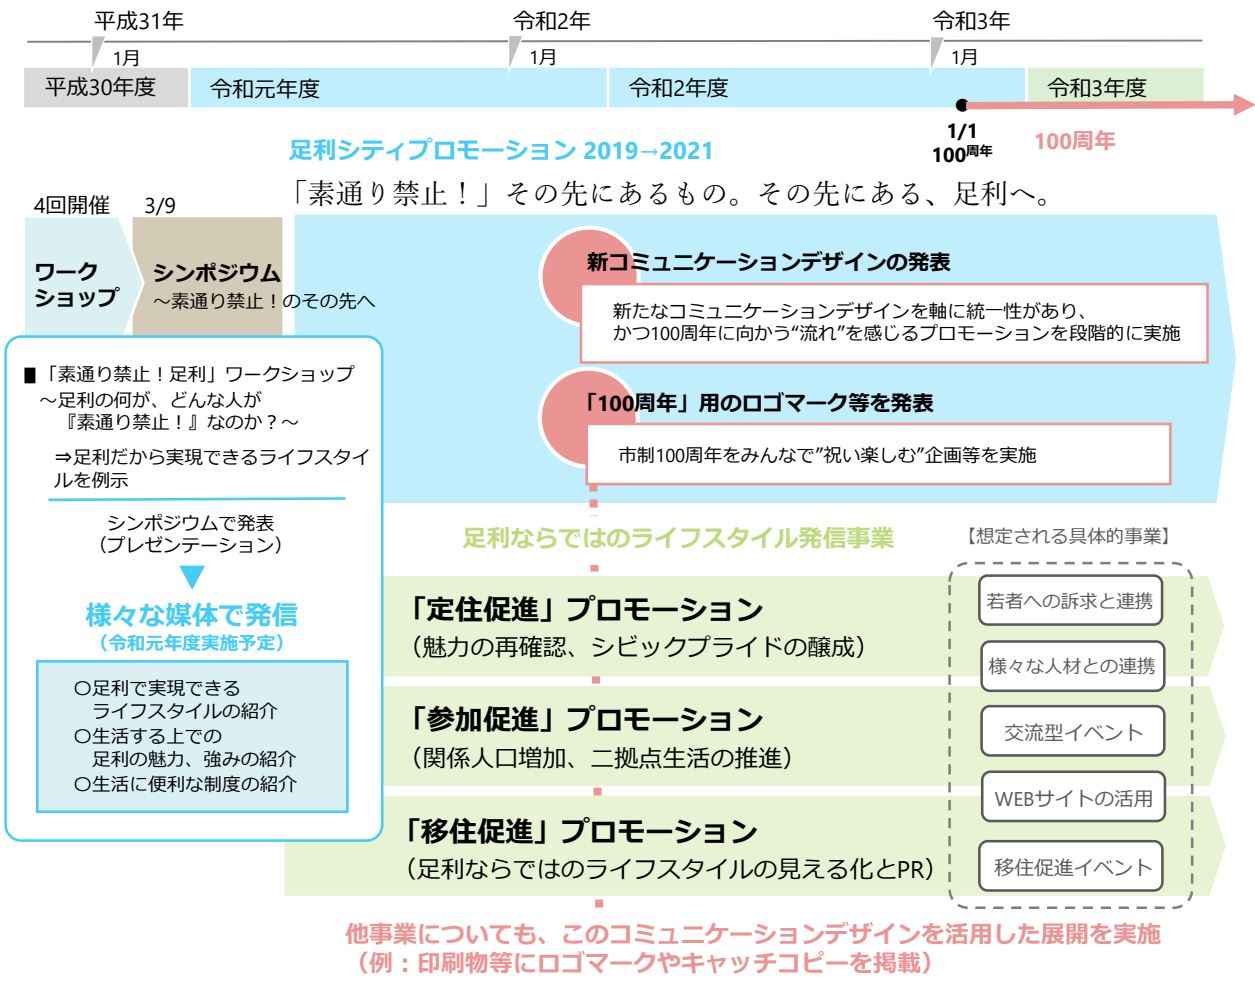 平成31年
令和2年
令和3年
1月
1月
1月
平成30年度
令和元年度
令和2年度
令和3年度
1/1
100周年
100周年
足利シティプロモーション 2019→2021
「素通り禁止！」その先にあるもの。その先にある、足利へ。
4回開催
3/9
ワーク
ショップ
シンポジウム
～素通り禁止！のその先へ
新コミュニケーションデザインの発表
新たなコミュニケーションデザインを軸に統一性があり、
かつ100周年に向かう“流れ”を感じるプロモーションを段階的に実施
「100周年」用のロゴマーク等を発表
市制100周年をみんなで”祝い楽しむ”企画等を実施
■「素通り禁止！足利」ワークショップ
～足利の何が、どんな人が
『素通り禁止！』なのか？～
⇒足利だから実現できるライフスタイ
ルを例示
シンポジウムで発表
（プレゼンテーション）
様々な媒体で発信
（令和元年度実施予定）
〇足利で実現できる
ライフスタイルの紹介
〇生活する上での
足利の魅力、強みの紹介
〇生活に便利な制度の紹介
足利ならではのライフスタイル発信事業
【想定される具体的事業】
「定住促進」プロモーション
（魅力の再確認、シビックプライドの醸成）
「参加促進」プロモーション
（関係人口増加、二拠点生活の推進）
「移住促進」プロモーション
（足利ならではのライフスタイルの見える化とPR）
若者への訴求と連携
様々な人材との連携
交流型イベント
WEBサイトの活用
移住促進イベント
他事業についても、このコミュニケーションデザインを活用した展開を実施
（例：印刷物等にロゴマークやキャッチコピーを掲載）